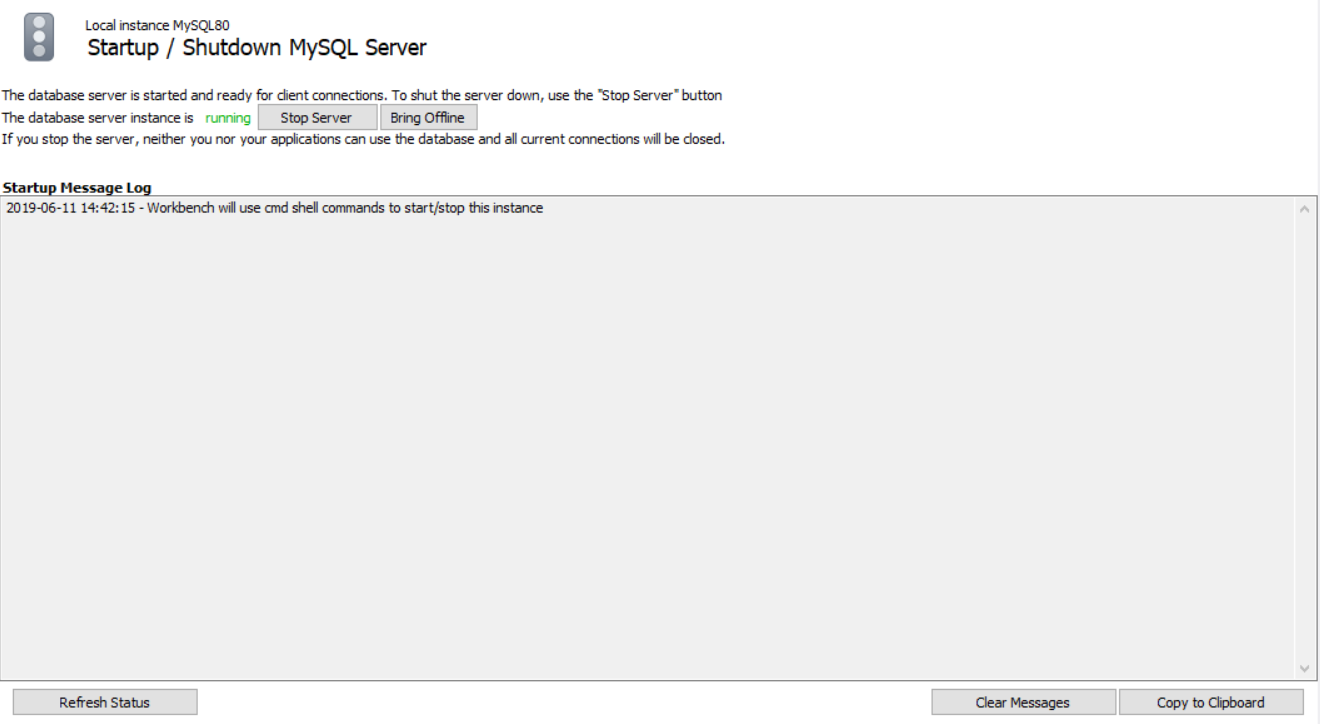 Local instance MySQL80
Startup / Shutdown MySQL Server
The database server is started and ready for client connections. To shut the server down, use the "Stop Server" button
The database server instance is running Stop Server Bring Offline
If you stop the server, neither you nor your applications can use the database and all current connections will be closed.
Startup Message Log
2019-06-11 14:42:15 - Workbench will use cmd shell commands to start/stop this instance
Refresh Status Clear Messages Copy to Clipboard